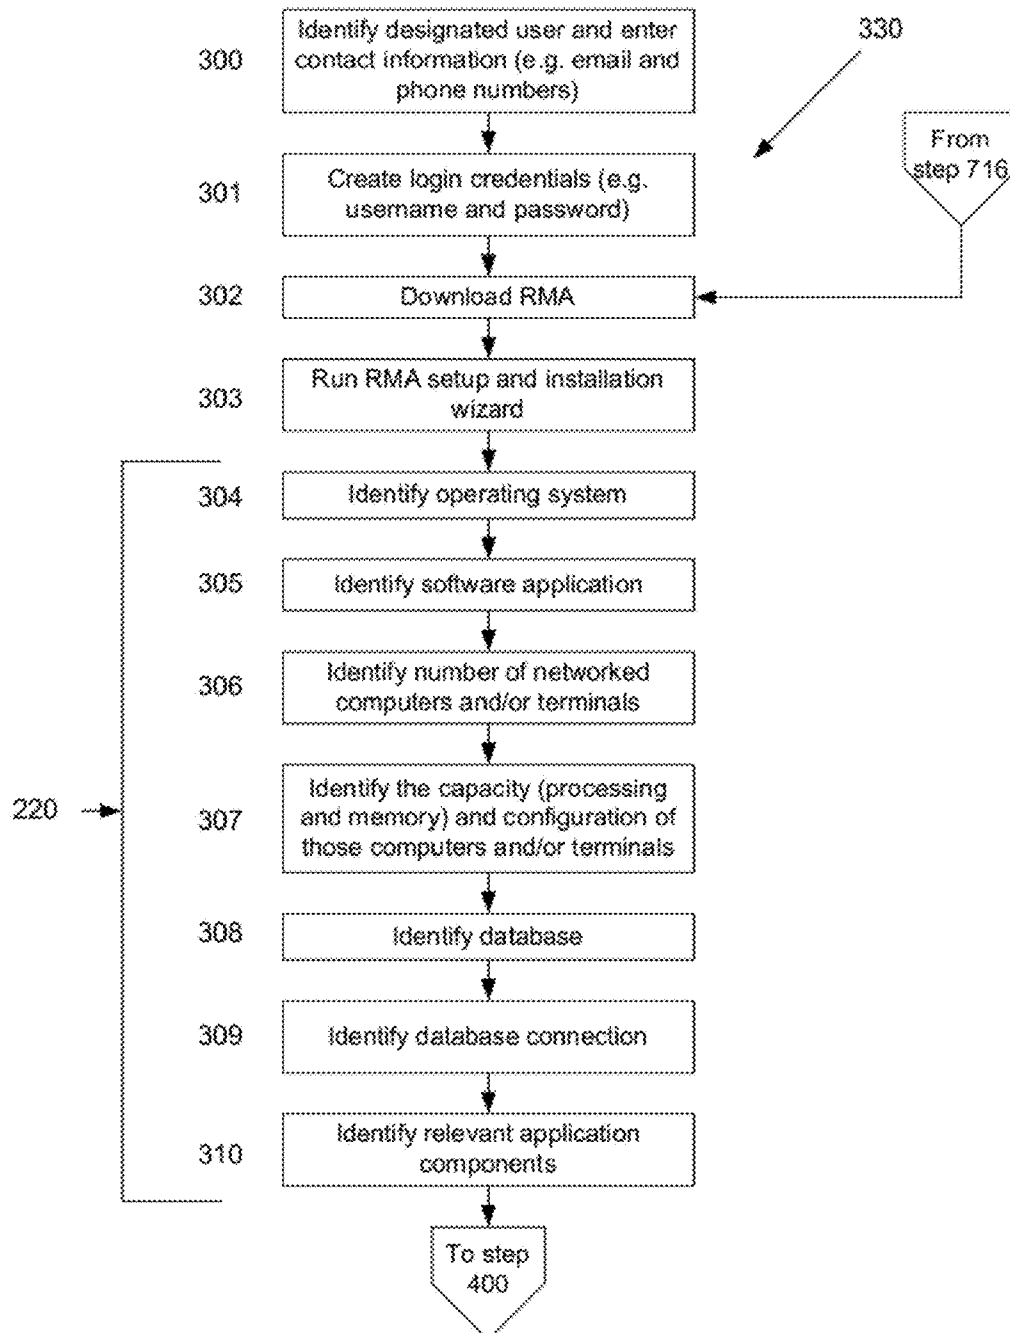 300
Identify designated user and enter
contact information (e.g. email and
phone numbers)
330
From
step 716
301
Create login credentials (e.g.
username and password)
302
Download RMA
303
Run RMA setup and installation
wizard
304
Identify operating system
305
Identify software application
306
Identify number of networked
computers and/or terminals
220
307
Identify the capacity (processing
and memory) and configuration of
those computers and/or terminals
308
Identify database
309
Identify database connection
310
Identify relevant application
components
To step
400